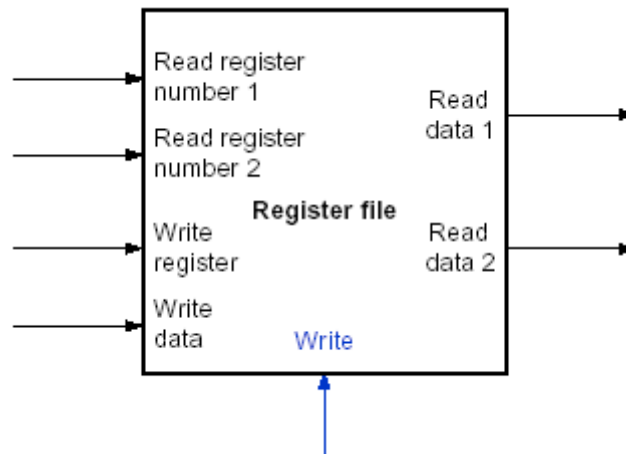 Read register
number 1
Read register
number 2
Write
register
Write
data
Register file
Write
Read
data 1
Read
data 2